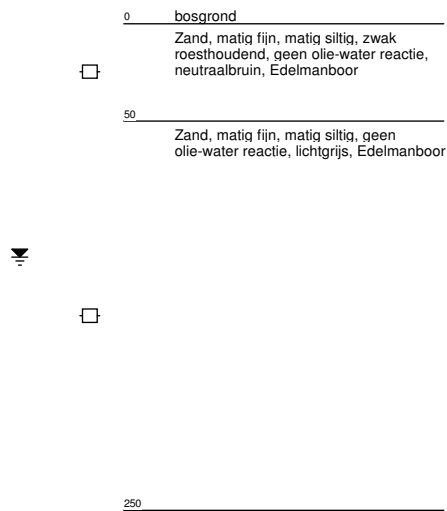 0 bosgrond
Zand, matig fijn, matig siltig, zwak
roesthoudend, geen olie-water reactie,
neutraalbruin, Edelmanboor
50
Zand, matig fijn, matig siltig, geen
olie-water reactie, lichtgrijs, Edelmanboor
250